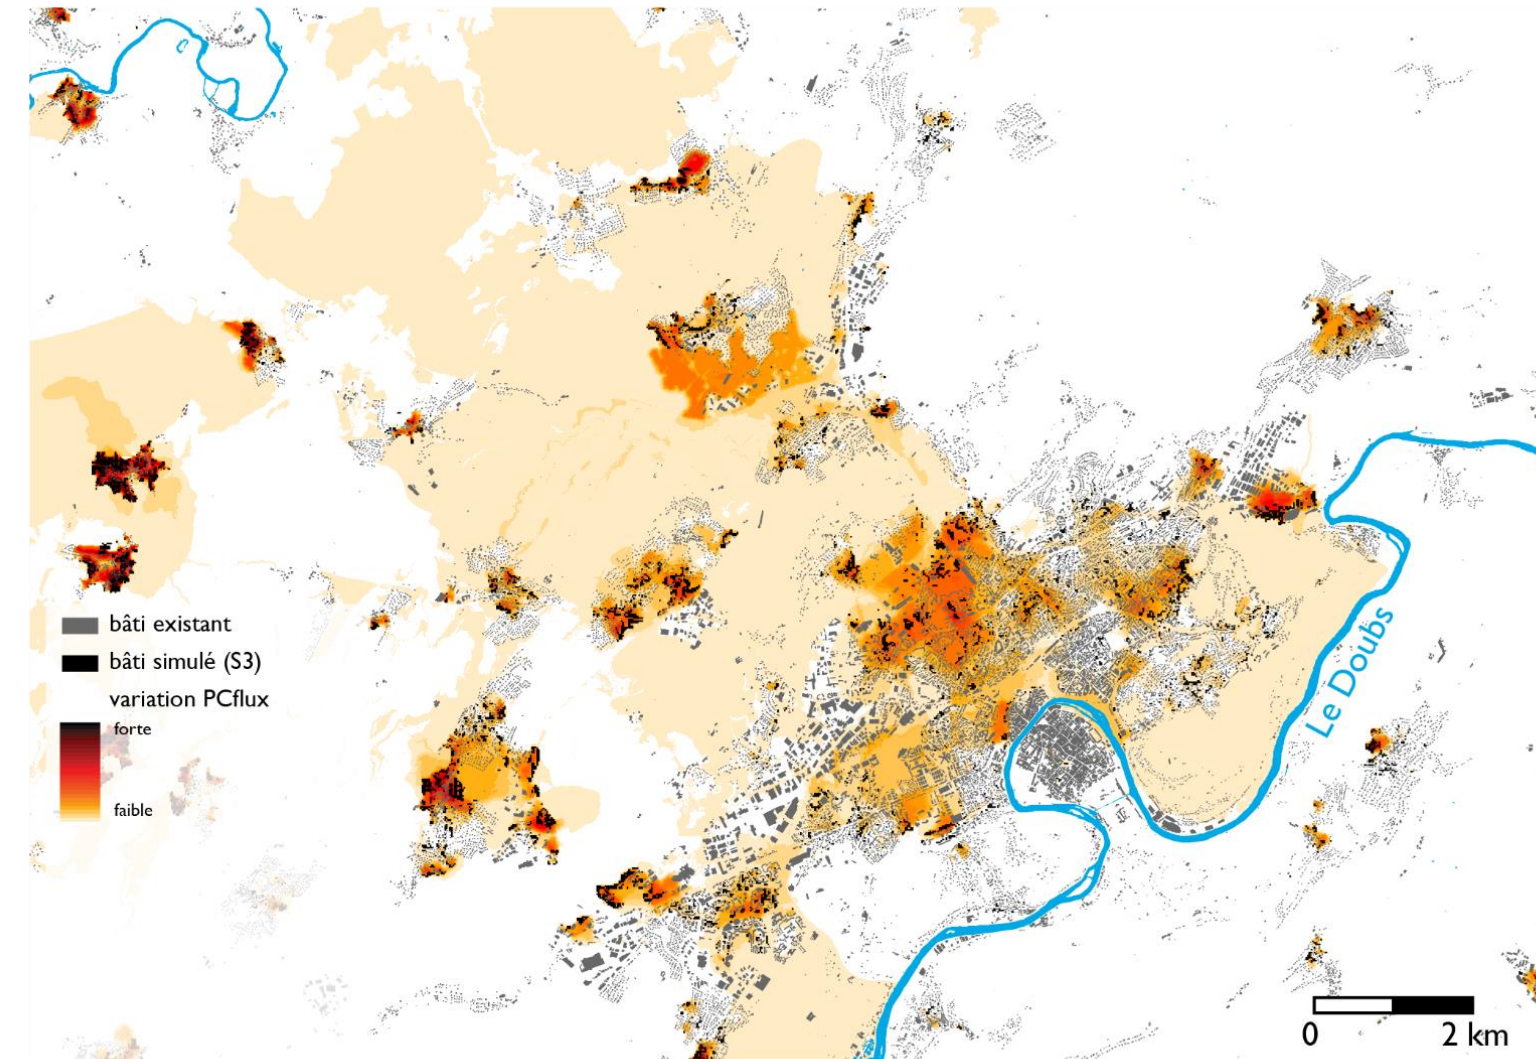 bâti existant
bâti simulé (S3)
variation PCflux
forte
faible
Le Doubs
0 2 km